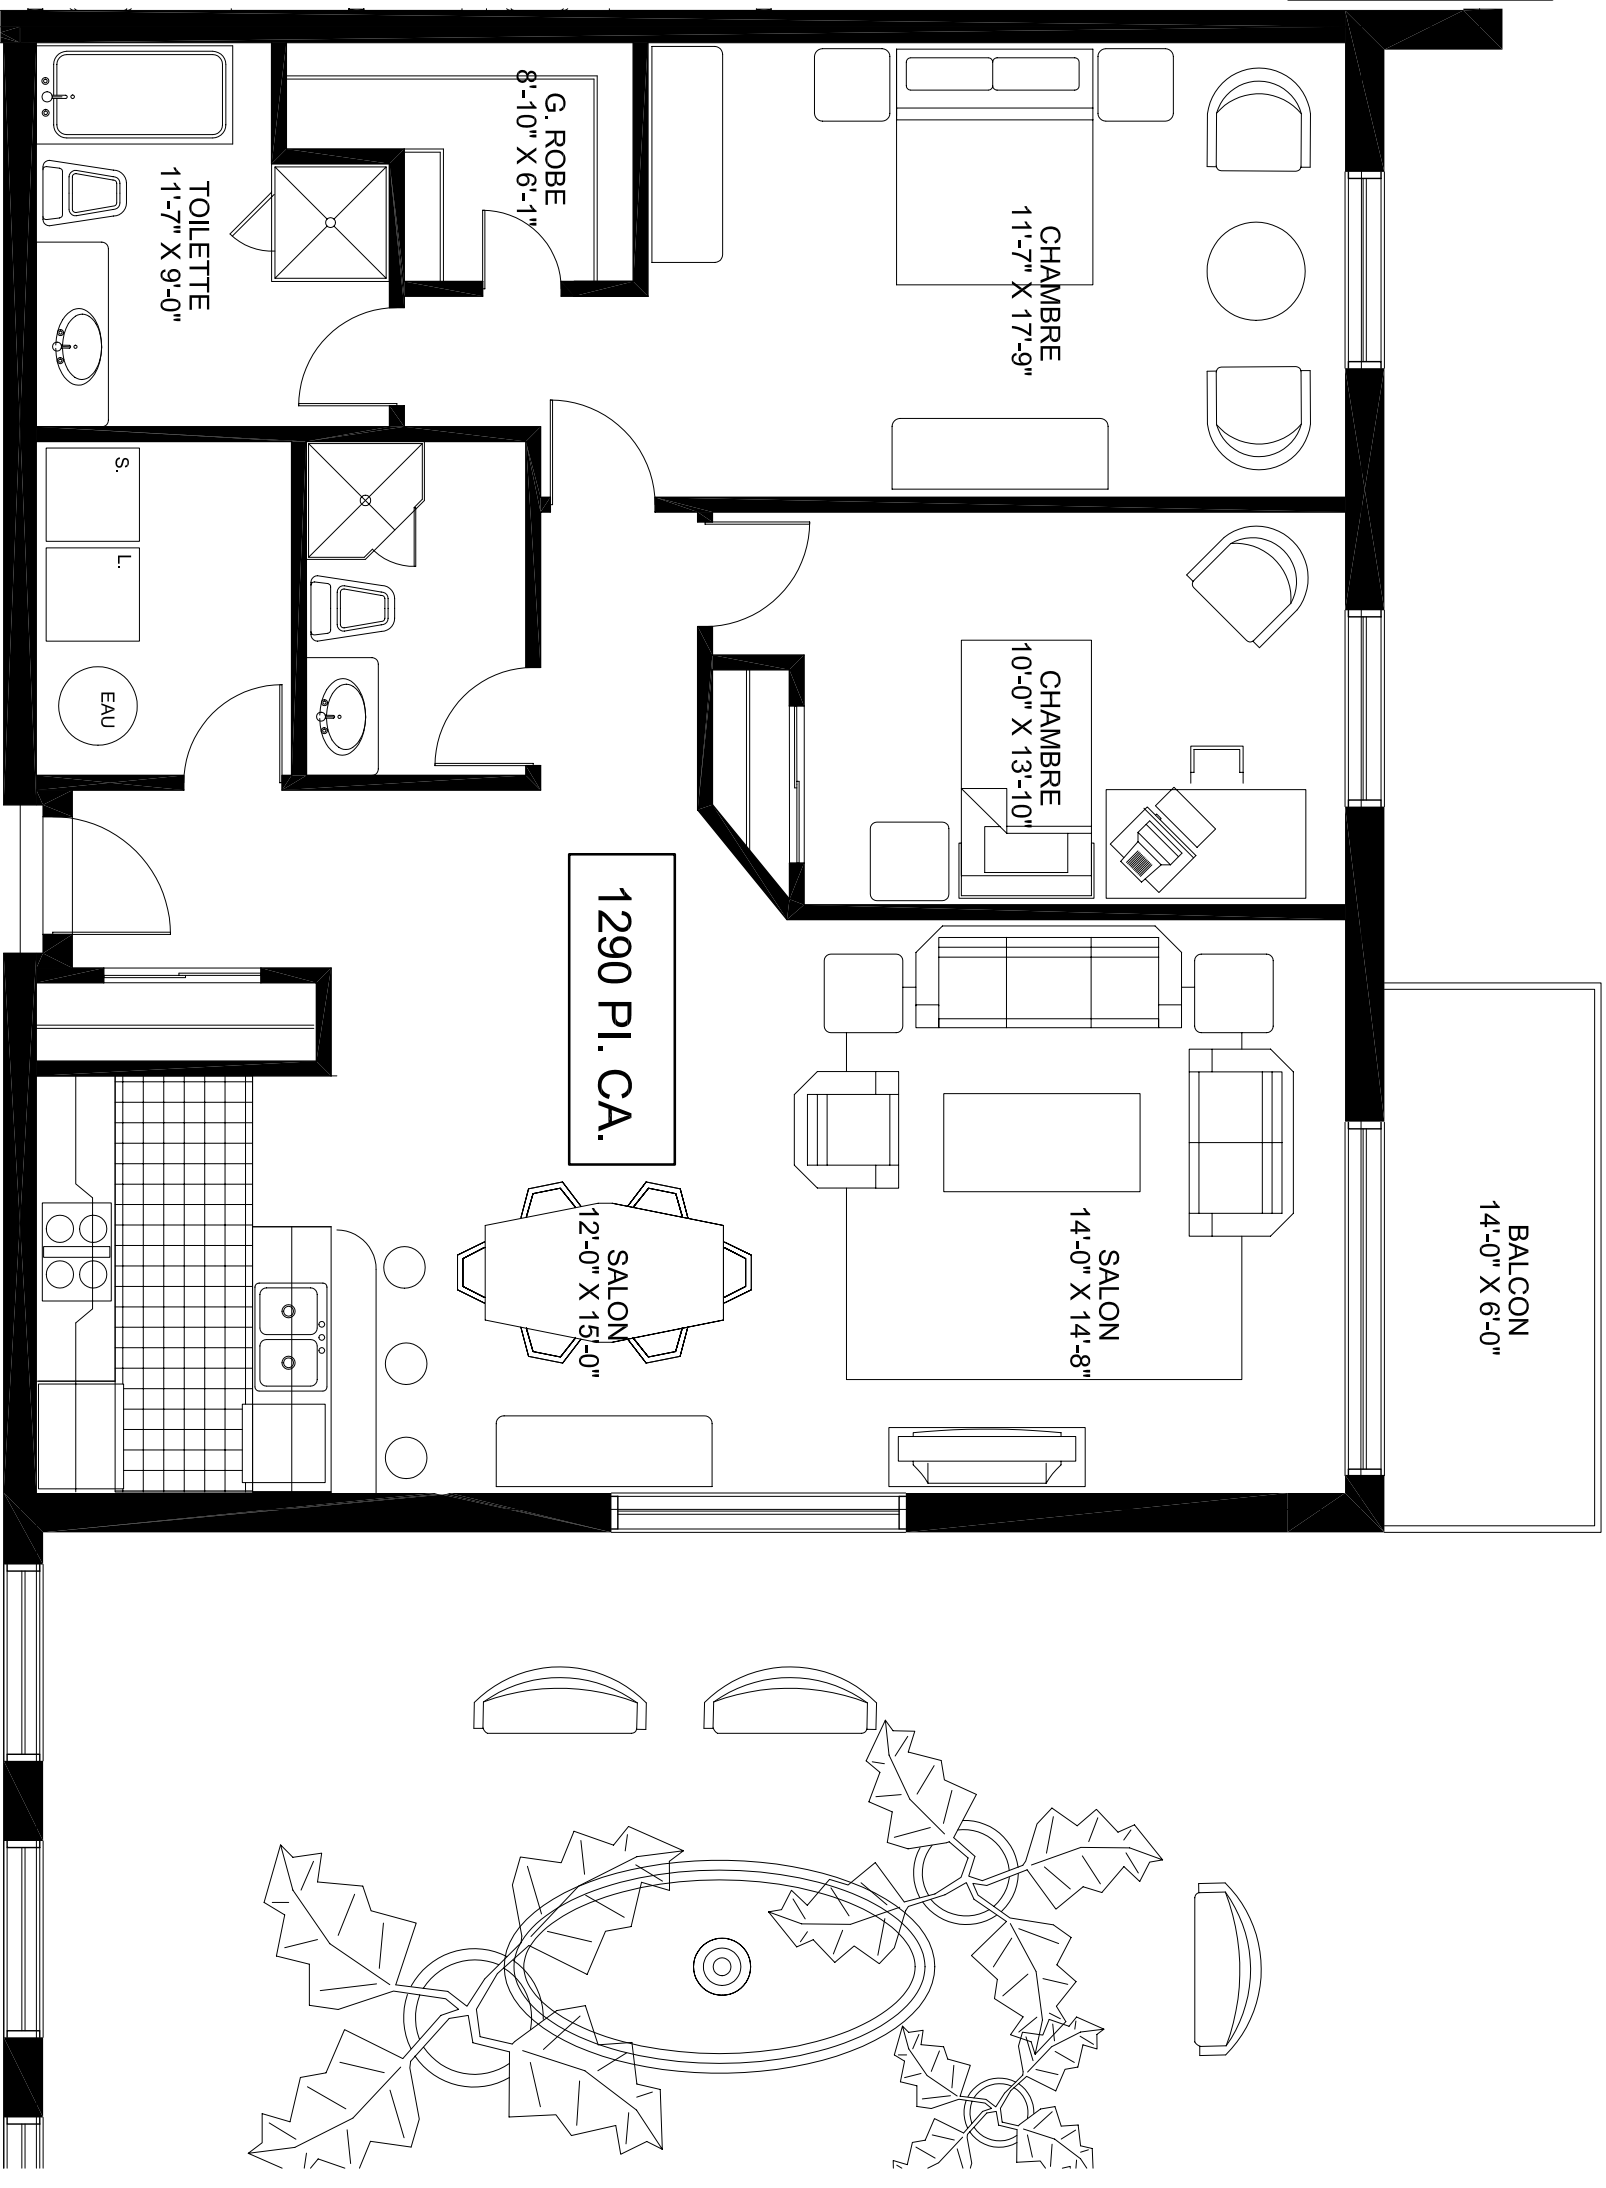 G. ROBE
8'-10" X 6'-1"
TOILETTE
11'-7" X 9'-0"
CHAMBRE
11'-7" X 17'-9"
S.
L.
EAU
CHAMBRE
10'-0" X 13'-10"
1290 PI. CA.
SALON
12'-0" X 15'-0"
SALON
14'-0" X 14'-8"
BALCON
14'-0" X 6'-0"